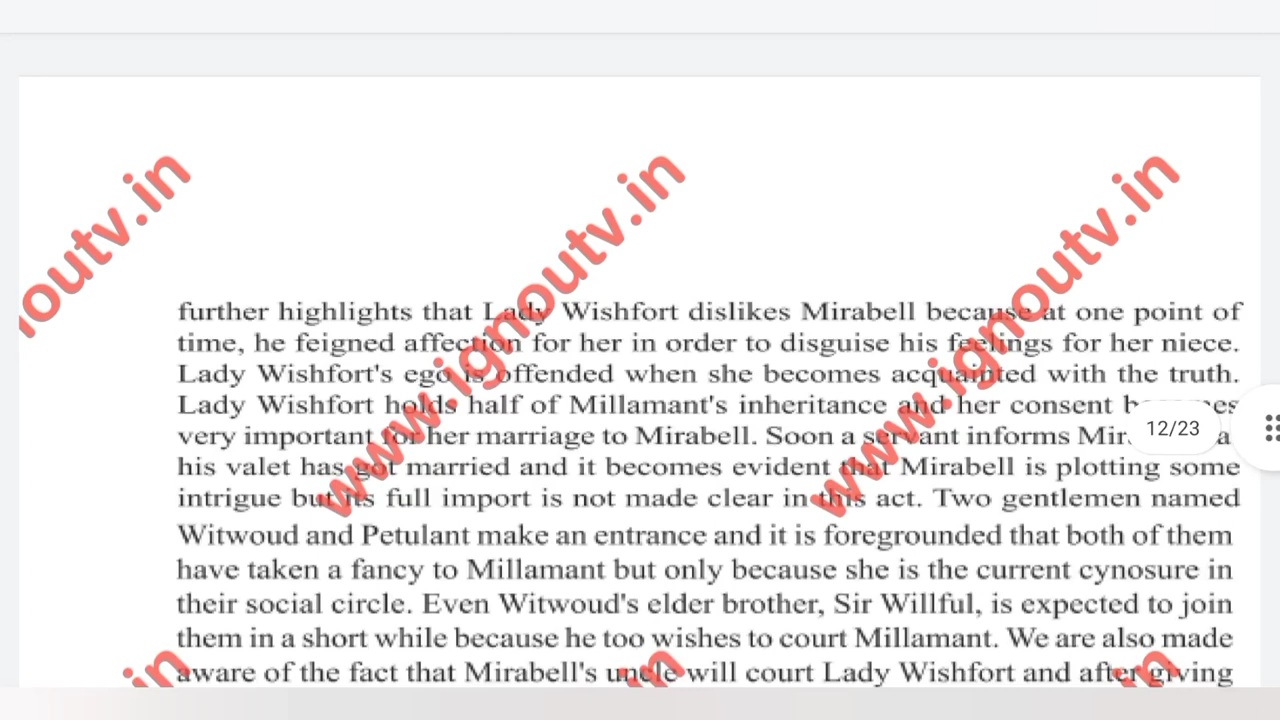 further highlights that Lady Wishfort dislikes Mirabell because at one point of
time, he feigned affection for her in order to disguise his feelings for her niece.
Lady Wishfort's ego is offended when she becomes acquainted with the truth.
Lady Wishfort holds half of Millamant's inheritance and her consent
very important for her marriage to Mirabell. Soon a servant informs
12/23
his valet has got married and it becomes evident that Mirabell is plotting some
intrigue but its full import is not made clear in this act. Two gentlemen named
Witwoud and Petulant make an entrance and it is foregrounded that both of them
have taken a fancy to Millamant but only because she is the current cynosure in
their social circle. Even Witwoud's elder brother, Sir Willful, is expected to join
them in a short while because he too wishes to court Millamant. We are also made
aware of the fact that Mirabell's uncle will court Lady Wishfort and after giving
noutv.in
www.ignoutv.in
www.ignoutv.in
in
in
in